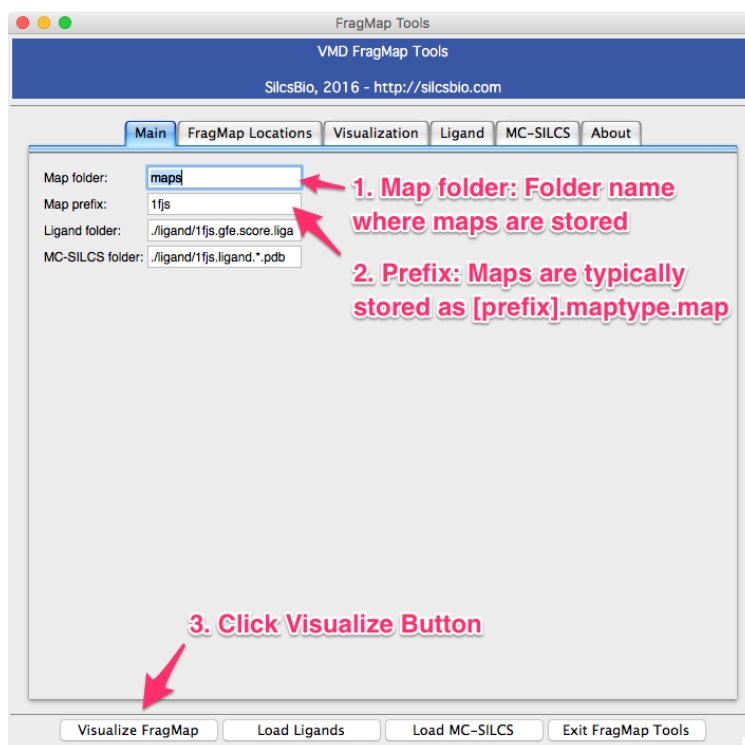 FragMap Tools
VMD FragMap Tools
SilcsBio, 2016 - http://silcsbio.com
Main FragMap Locations Visualization Ligand MC-SILCS About
Map folder: maps
Map prefix: 1fjs
Ligand folder: ./ligand/1fjs.gfe.score.liga
MC-SILCS folder: ./ligand/1fjs.ligand.*.pdb
1. Map folder: Folder name
where maps are stored
2. Prefix: Maps are typically
stored as [prefix].maptype.map
3. Click Visualize Button
Visualize FragMap Load Ligands Load MC-SILCS Exit FragMap Tools